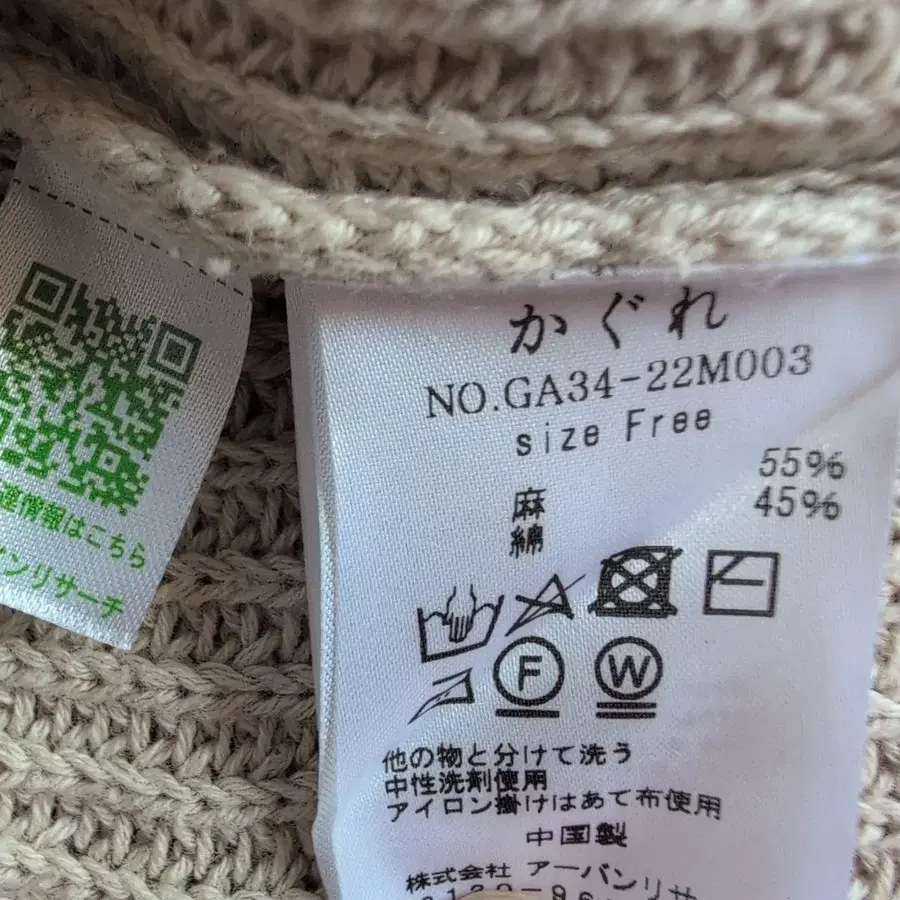 かぐれ
NO.GA34-22M003
size Free
55%
麻 45%
綿
F W
他の物と分けて洗う
中性洗剤使用
アイロン掛けはあて布使用
中国製
株式会社 アーバンリサ
情報はこちら
ンリサーチ